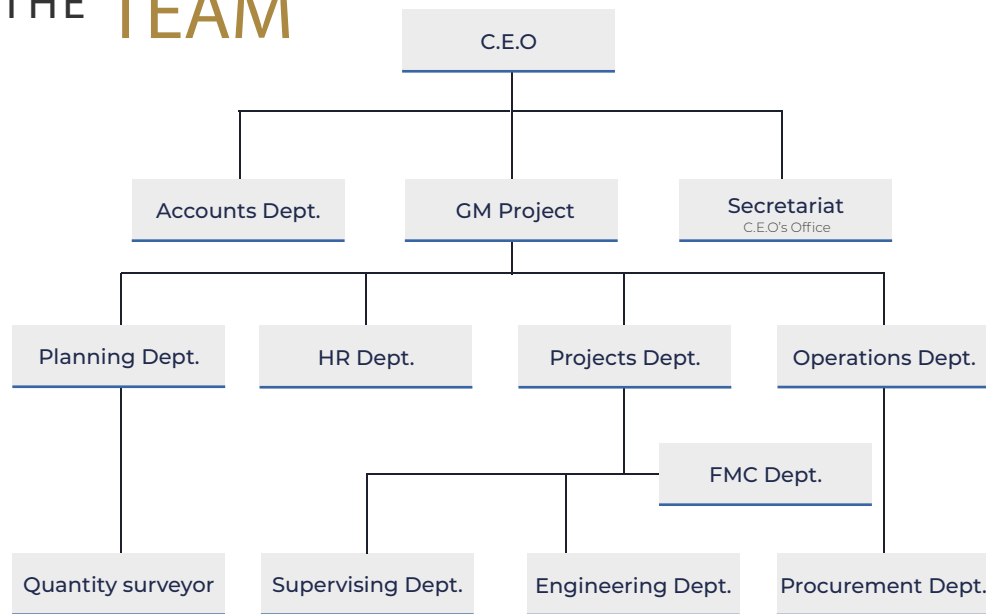 THE TEAM
C.E.O
Accounts Dept.
GM Project
Secretariat
C.E.O's Office
Planning Dept.
HR Dept.
Projects Dept.
Operations Dept.
FMC Dept.
Quantity surveyor
Supervising Dept.
Engineering Dept.
Procurement Dept.